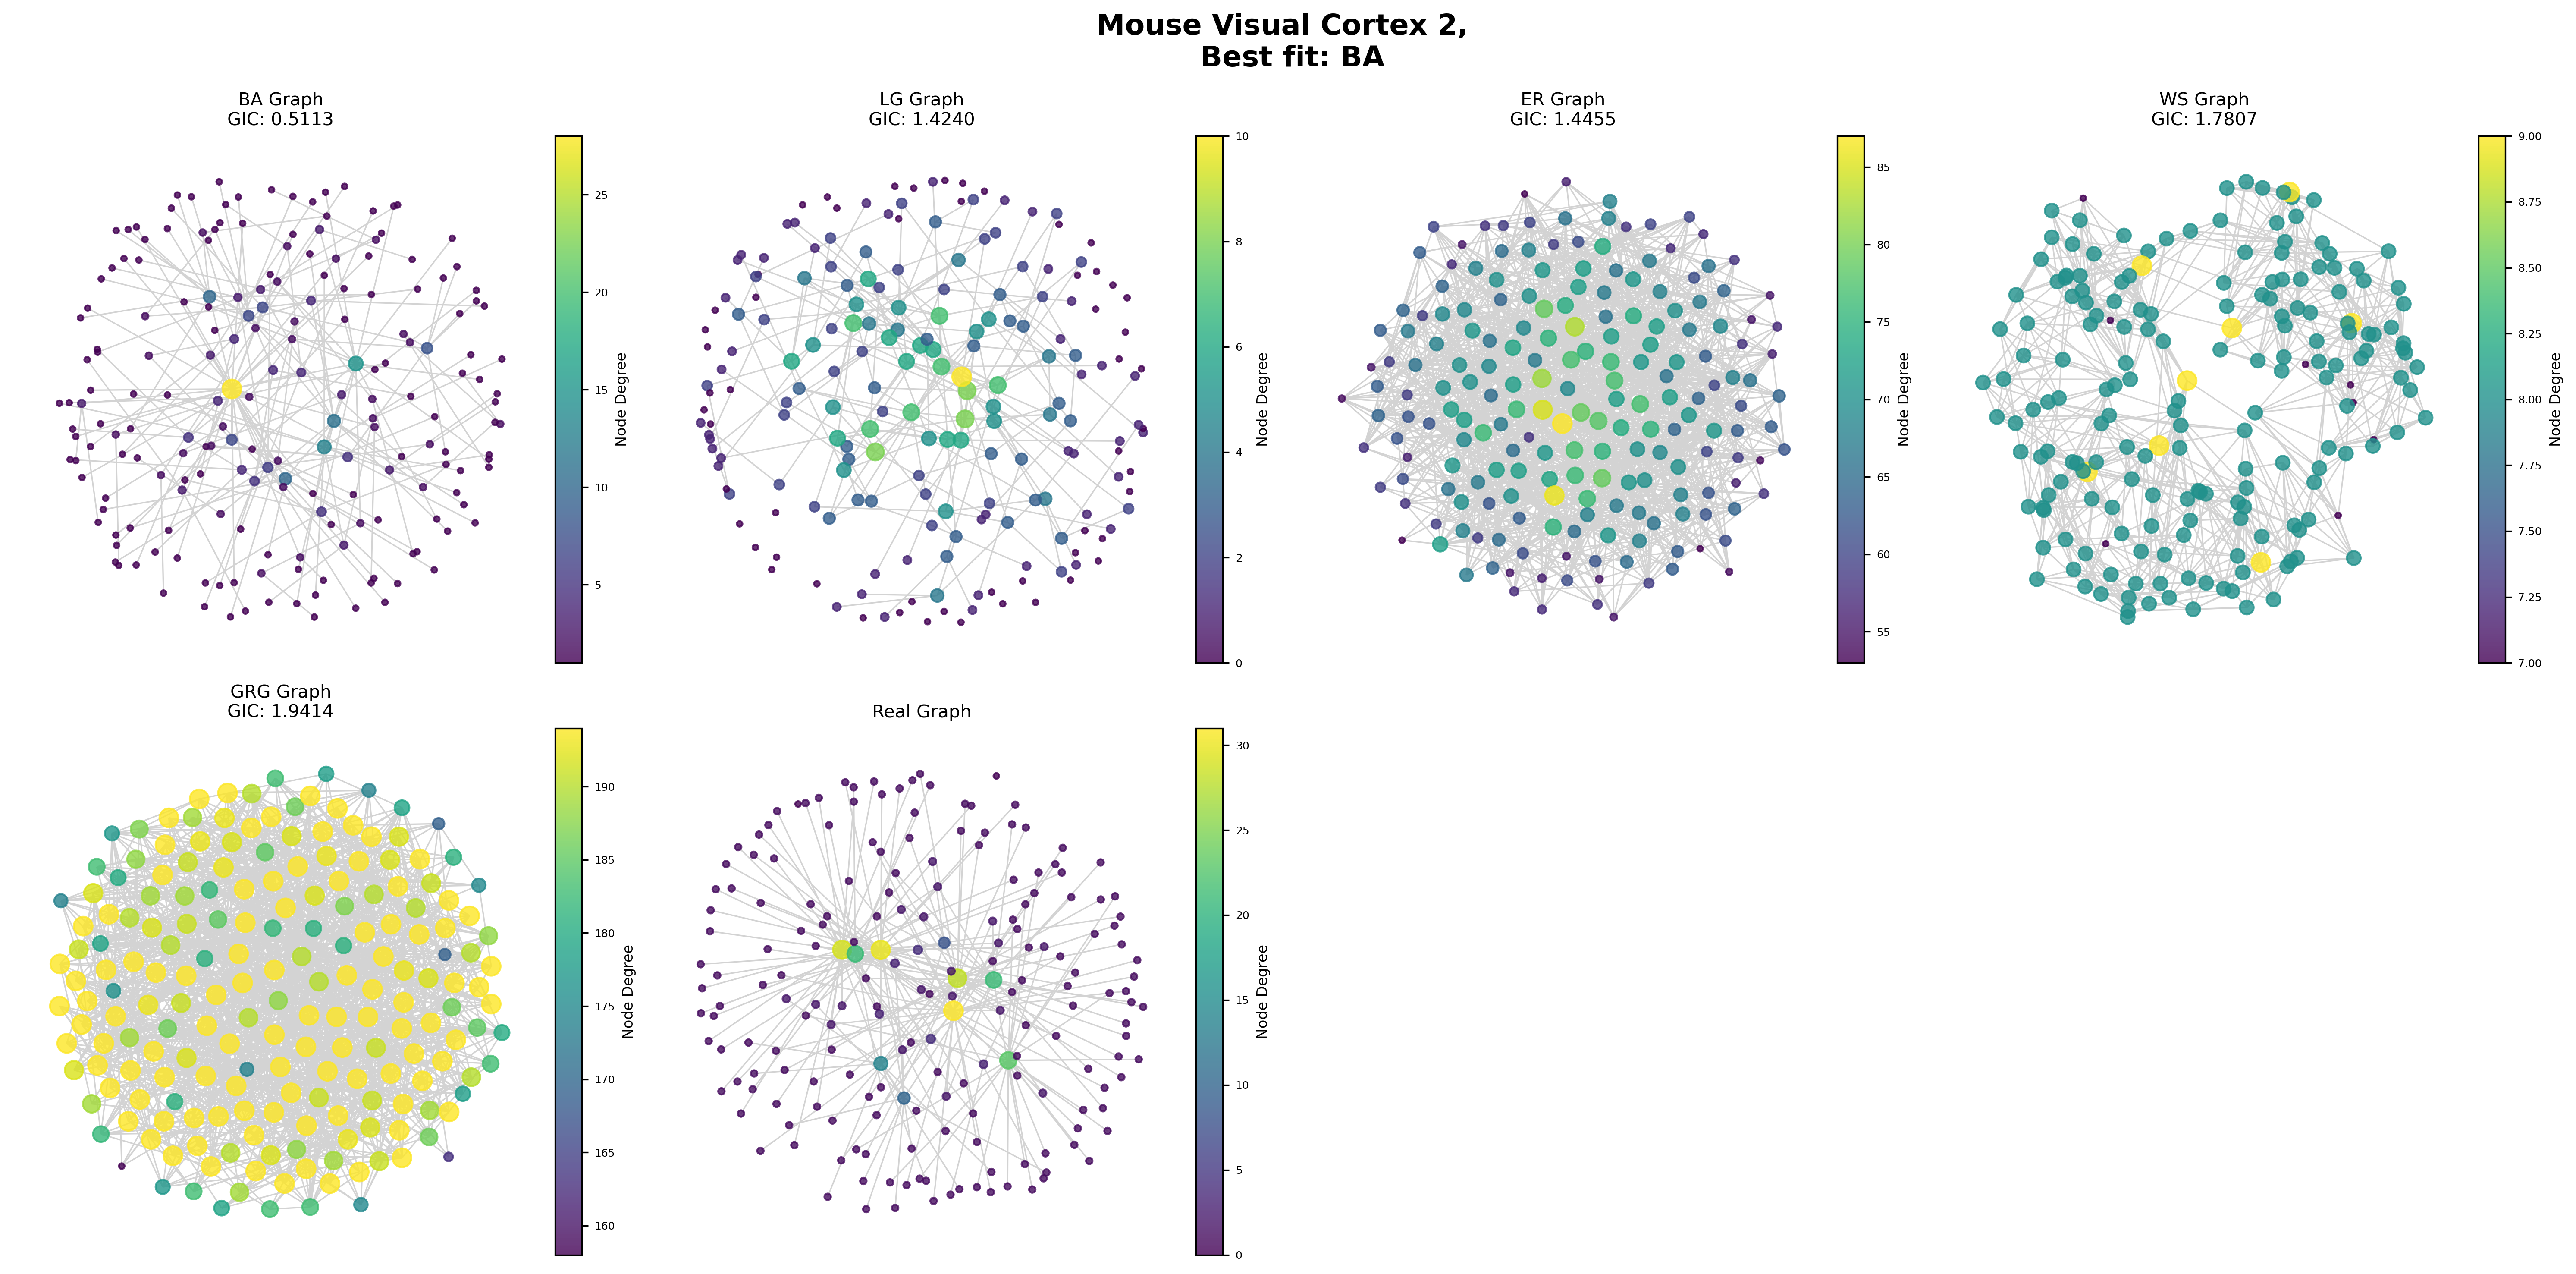 Mouse Visual Cortex 2,
Best fit: BA
BA Graph
GIC: 0.5113
25
20
15
10
5
Node Degree
LG Graph
GIC: 1.4240
10
8
6
4
2
0
Node Degree
ER Graph
GIC: 1.4455
85
80
75
70
65
60
55
Node Degree
WS Graph
GIC: 1.7807
9.00
8.75
8.50
8.25
8.00
7.75
7.50
7.25
7.00
Node Degree
GRG Graph
GIC: 1.9414
190
185
180
175
170
165
160
Node Degree
Real Graph
30
25
20
15
10
5
0
Node Degree